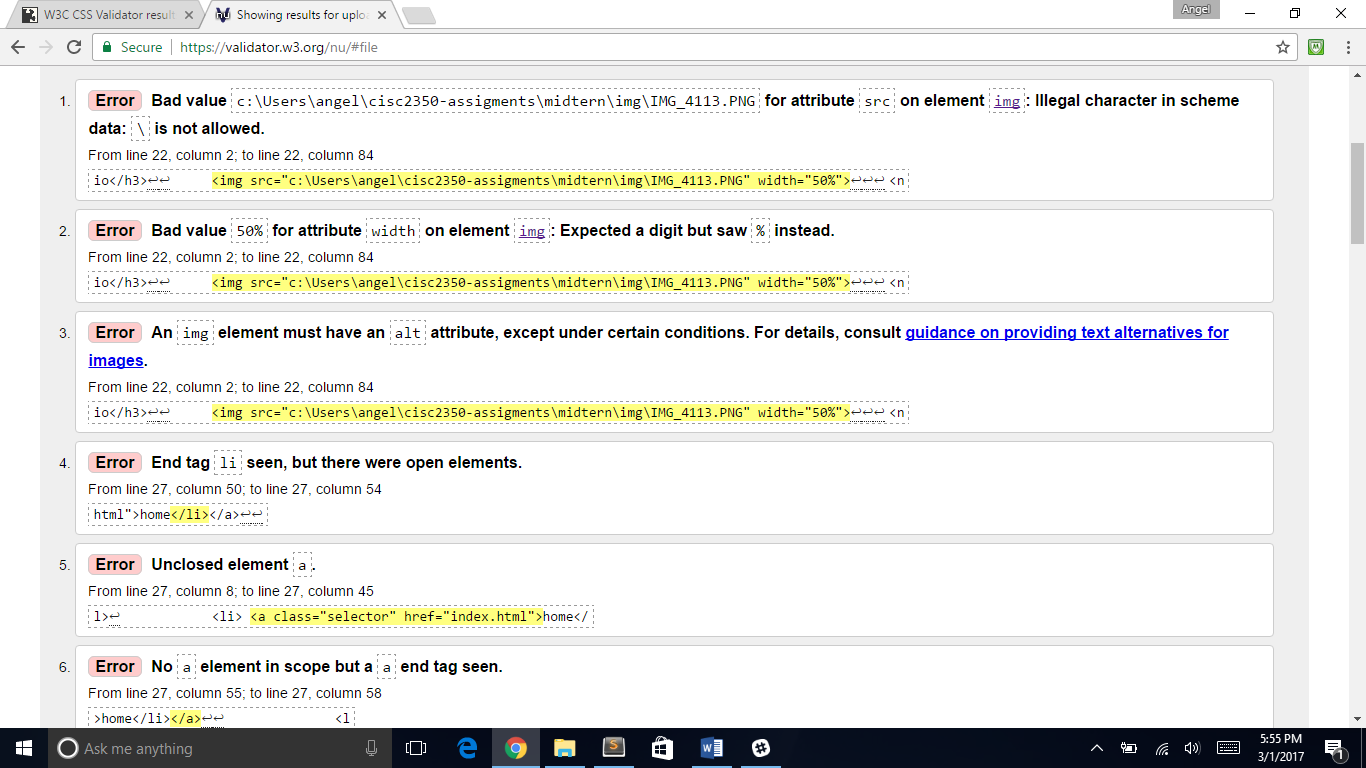 W3C CSS Validator result
Showing results for uploa
Angel
Secure
https://validator.w3.org/nu/#file
1. Error Bad value c:\Users\angel\cisc2350-assigments\midtern\img\IMG_4113.PNG for attribute src on element img: Illegal character in scheme
data: \ is not allowed.
From line 22, column 2; to line 22, column 84
io</h3>↩↩ <img src="c:\Users\angel\cisc2350-assigments\midtern\img\IMG_4113.PNG" width="50%">↩↩↩ <n
2. Error Bad value 50% for attribute width on element img: Expected a digit but saw % instead.
From line 22, column 2; to line 22, column 84
io</h3>↩↩ <img src="c:\Users\angel\cisc2350-assigments\midtern\img\IMG_4113.PNG" width="50%">↩↩↩ <n
3. Error An img element must have an alt attribute, except under certain conditions. For details, consult guidance on providing text alternatives for
images.
From line 22, column 2; to line 22, column 84
io</h3>↩↩ <img src="c:\Users\angel\cisc2350-assigments\midtern\img\IMG_4113.PNG" width="50%">↩↩↩ <n
4. Error End tag li seen, but there were open elements.
From line 27, column 50; to line 27, column 54
html">home</li></a>↩↩
5. Error Unclosed element a.
From line 27, column 8; to line 27, column 45
l>↩ <li> <a class="selector" href="index.html">home</
6. Error No a element in scope but a a end tag seen.
From line 27, column 55; to line 27, column 58
>home</li></a>↩↩ <l
Ask me anything
5:55 PM
3/1/2017
1